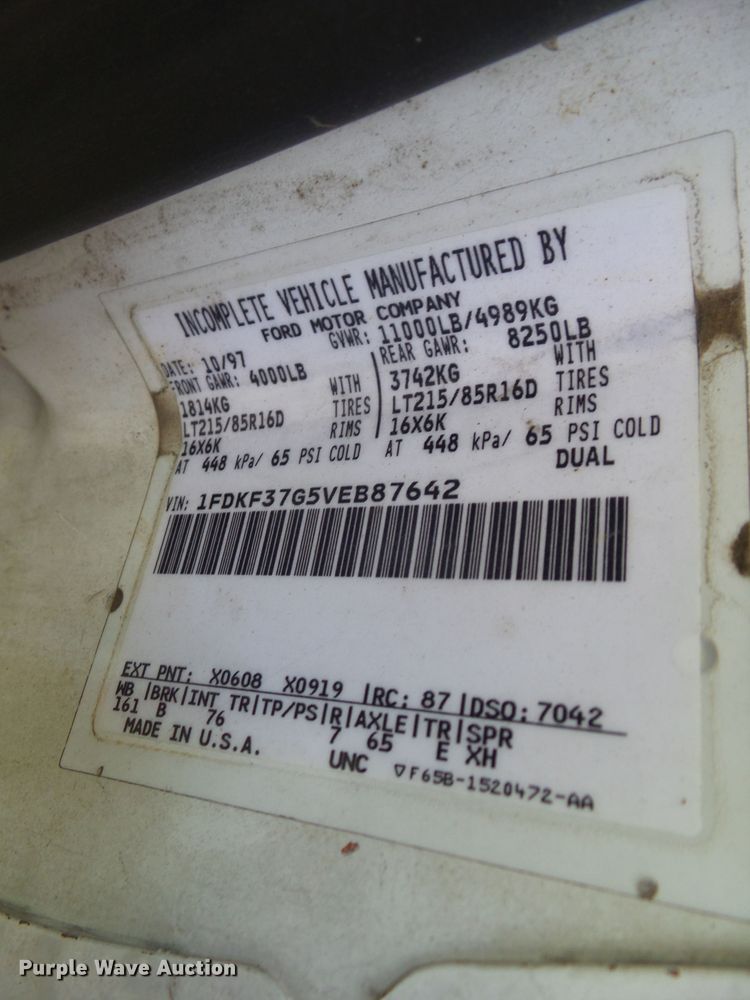 INCOMPLETE VEHICLE MANUFACTURED BY
FORD MOTOR COMPANY
DATE: 10/97 GVWR: 11000LB/4989KG
FRONT GAWR: 4000LB REAR GAWR: 8250LB
1814KG WITH 3742KG WITH
LT215/85R16D TIRES LT215/85R16D TIRES
16X6K RIMS 16X6K RIMS
AT 448 kPa/ 65 PSI COLD AT 448 kPa/ 65 PSI COLD
DUAL
VIN: 1FDKF37G5VEB87642
EXT PNT: X0608 X0919 |RC: 87 |DSO: 7042
WB |BRK|INT TR|TP/PS|R|AXLE|TR|SPR
161 B 76 7 65 E XH
MADE IN U.S.A. UNC ▽F65B-1520472-AA
Purple Wave Auction